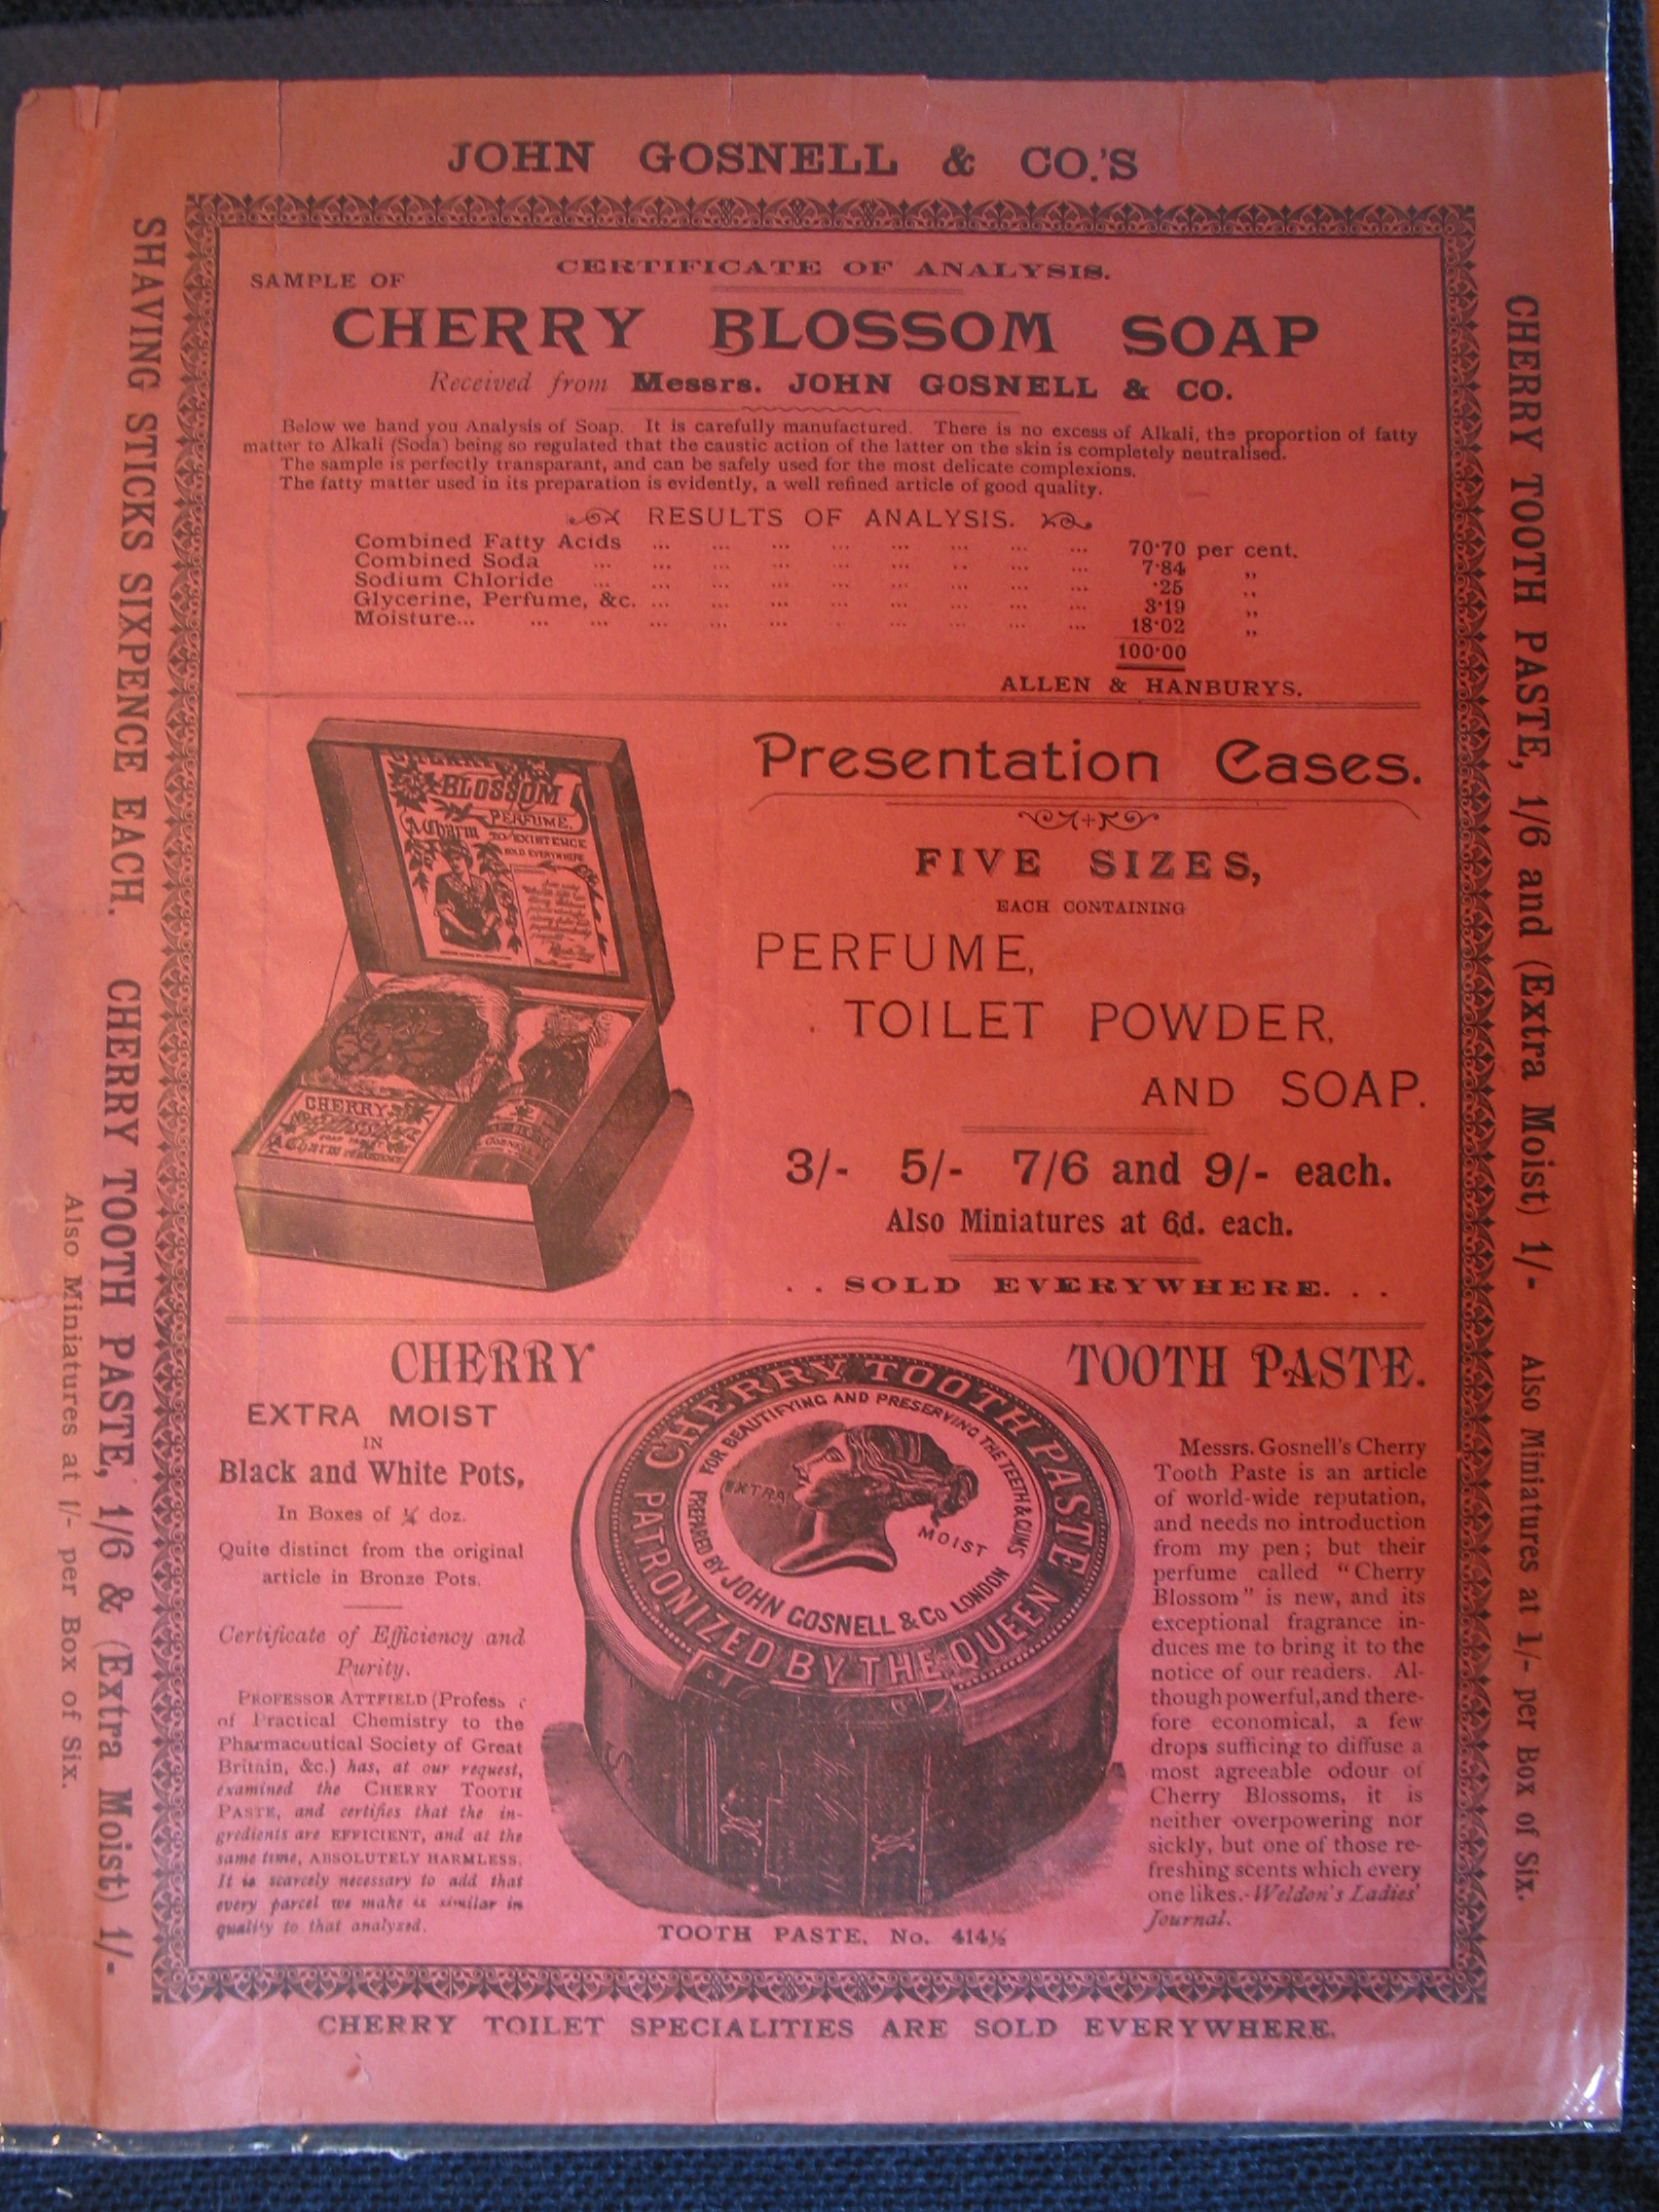 JOHN GOSNELL & CO.'S
SHAVING STICKS SIXPENCE EACH. CHERRY TOOTH PASTE, 1/6 & (Extra Moist) 1/-
Also Miniatures at 1/- per Box of Six.
CERTIFICATE OF ANALYSIS.
SAMPLE OF
CHERRY BLOSSOM SOAP
Received from Messrs. JOHN GOSNELL & CO.
Below we hand you Analysis of Soap. It is carefully manufactured. There is no excess of Alkali, the proportion of fatty
matter to Alkali (Soda) being so regulated that the caustic action of the latter on the skin is completely neutralised.
The sample is perfectly transparant, and can be safely used for the most delicate complexions.
The fatty matter used in its preparation is evidently, a well refined article of good quality.
RESULTS OF ANALYSIS.
Combined Fatty Acids ... ... ... ... ... ... ... ... 70·70 per cent.
Combined Soda ... ... ... ... ... ... .. ... ... 7·84 ,,
Sodium Chloride ... ... ... ... ... ... ... ... ... ·25 ,,
Glycerine, Perfume, &c. ... ... ... ... ... ... ... ... 3·19 ,,
Moisture... ... ... ... ... ... ... ... ... ... 18·02 ,,
100·00
ALLEN & HANBURYS.
CHERRY
BLOSSOM
PERFUME.
A Charm TO EXISTENCE
SOLD EVERYWHERE
CHERRY
BLOSSOM
A Charm
GOSNELL
Presentation Cases.
FIVE SIZES,
EACH CONTAINING
PERFUME,
TOILET POWDER,
AND SOAP.
3/- 5/- 7/6 and 9/- each.
Also Miniatures at 6d. each.
. . SOLD EVERYWHERE. . .
CHERRY TOOTH PASTE.
EXTRA MOIST
IN
Black and White Pots,
In Boxes of ¼ doz.
Quite distinct from the original
article in Bronze Pots.
Certificate of Efficiency and
Purity.
PROFESSOR ATTFIELD (Profess
of Practical Chemistry to the
Pharmaceutical Society of Great
Britain, &c.) has, at our request,
examined the CHERRY TOOTH
PASTE, and certifies that the in-
gredients are EFFICIENT, and at the
same time, ABSOLUTELY HARMLESS.
It is scarcely necessary to add that
every parcel we make is similar in
quality to that analyzed.
CHERRY TOOTH PASTE
PATRONIZED BY THE QUEEN
FOR BEAUTIFYING AND PRESERVING THE TEETH & GUMS
PREPARED BY JOHN GOSNELL & Co LONDON
EXTRA
MOIST
TOOTH PASTE, No. 414½
Messrs. Gosnell's Cherry
Tooth Paste is an article
of world-wide reputation,
and needs no introduction
from my pen; but their
perfume called "Cherry
Blossom" is new, and its
exceptional fragrance in-
duces me to bring it to the
notice of our readers. Al-
though powerful, and there-
fore economical, a few
drops sufficing to diffuse a
most agreeable odour of
Cherry Blossoms, it is
neither overpowering nor
sickly, but one of those re-
freshing scents which every
one likes.-Weldon's Ladies'
Journal.
CHERRY TOOTH PASTE, 1/6 and (Extra Moist) 1/- Also Miniatures at 1/- per Box of Six.
CHERRY TOILET SPECIALITIES ARE SOLD EVERYWHERE.